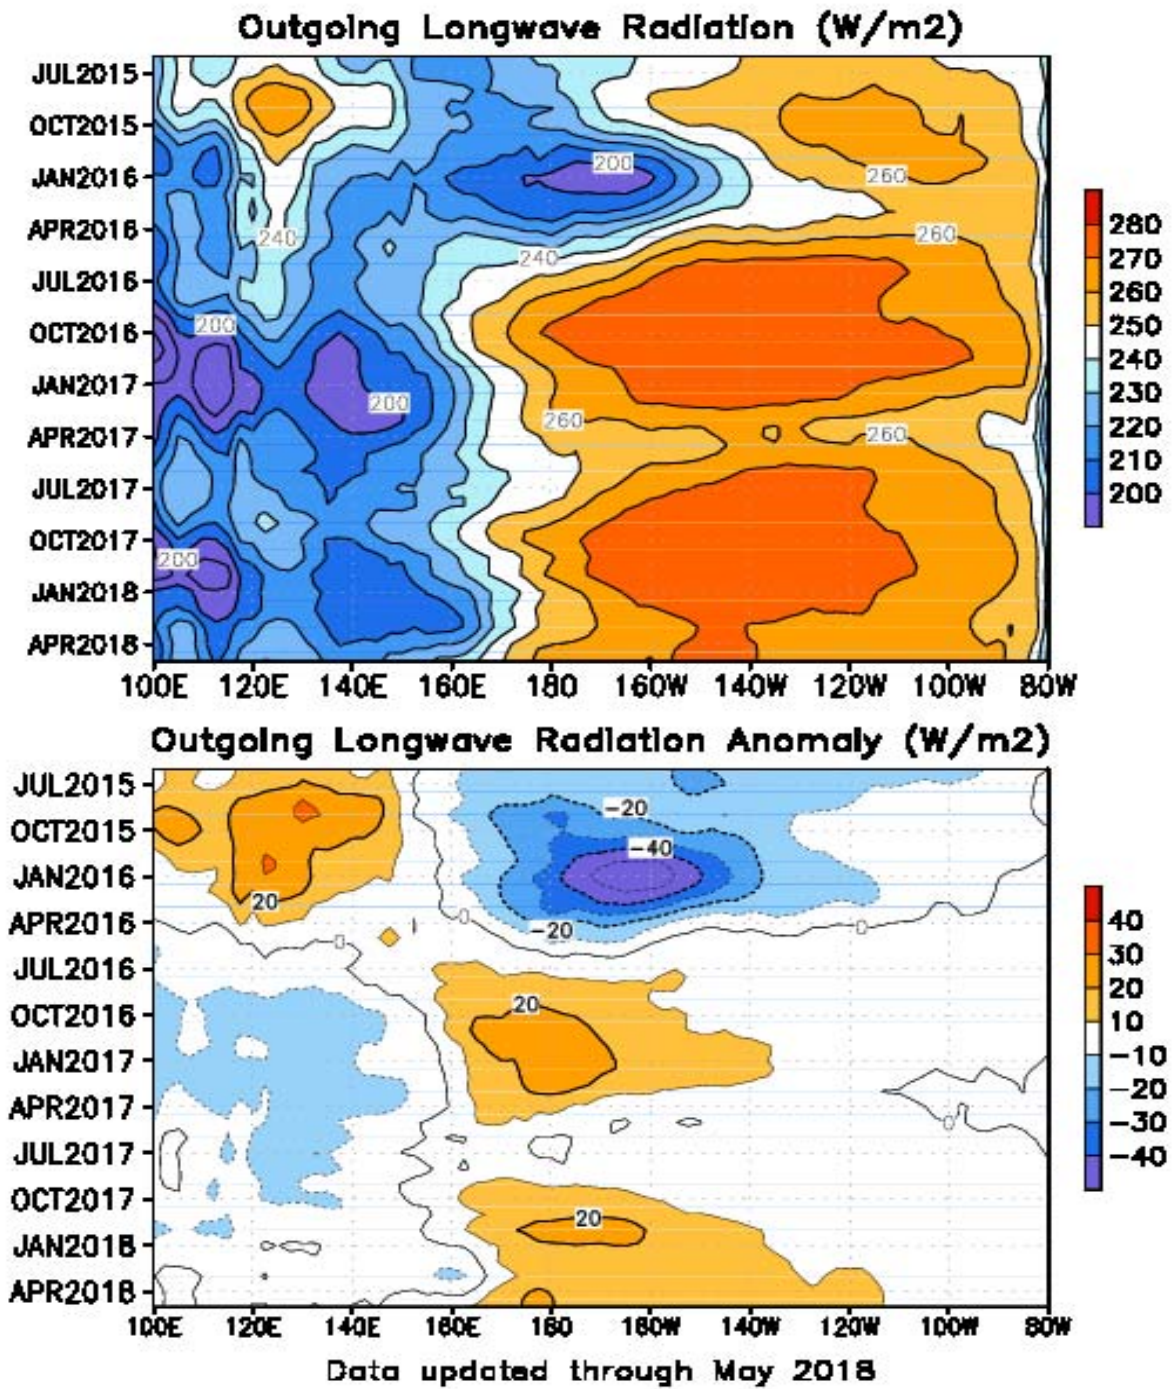 Outgoing Longwave Radiation (W/m2)
JUL2015
OCT2015
JAN2016
APR2016
JUL2016
OCT2016
JAN2017
APR2017
JUL2017
OCT2017
JAN2018
APR2018
200
260
240
260
240
200
200
260
260
200
280
270
260
250
240
230
220
210
200
100E 120E 140E 160E 180 160W 140W 120W 100W 80W
Outgoing Longwave Radiation Anomaly (W/m2)
JUL2015
OCT2015
JAN2016
APR2016
JUL2016
OCT2016
JAN2017
APR2017
JUL2017
OCT2017
JAN2018
APR2018
-20
-40
20
0
0
-20
0
20
0
20
40
30
20
10
-10
-20
-30
-40
100E 120E 140E 160E 180 160W 140W 120W 100W 80W
Data updated through May 2018